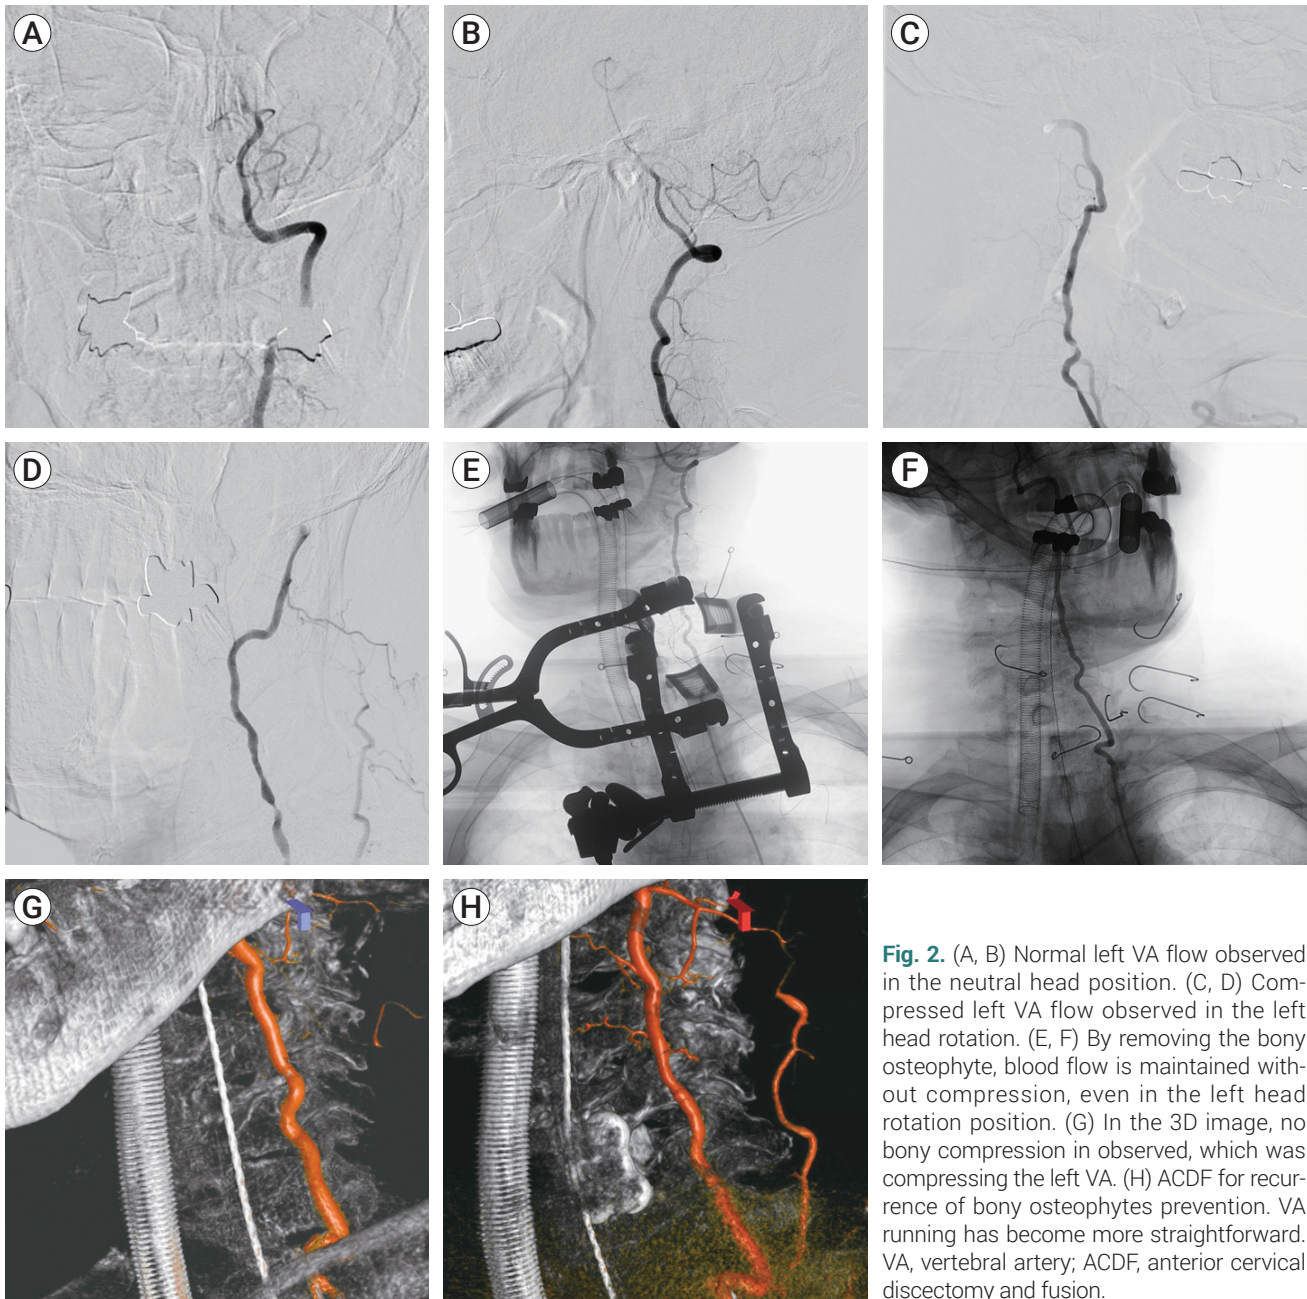 A
B
C
D
E
F
G
H
Fig. 2. (A, B) Normal left VA flow observed
in the neutral head position. (C, D) Com-
pressed left VA flow observed in the left
head rotation. (E, F) By removing the bony
osteophyte, blood flow is maintained with-
out compression, even in the left head
rotation position. (G) In the 3D image, no
bony compression in observed, which was
compressing the left VA. (H) ACDF for recur-
rence of bony osteophytes prevention. VA
running has become more straightforward.
VA, vertebral artery; ACDF, anterior cervical
discectomy and fusion.